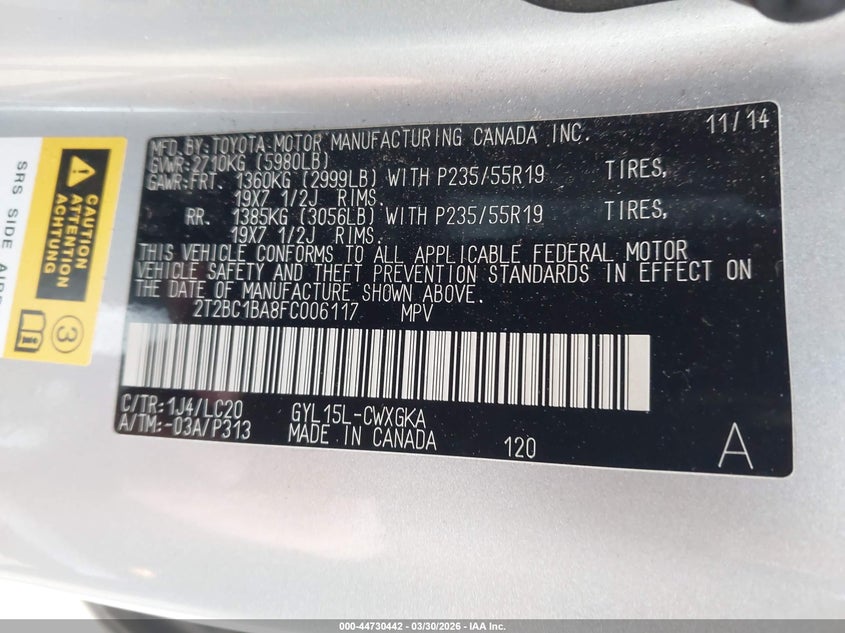 MFD. BY: TOYOTA MOTOR MANUFACTURING CANADA INC. 11/14
GVWR: 2710KG (5980LB)
GAWR: FRT. 1360KG (2999LB) WITH P235/55R19 TIRES,
19X7 1/2J RIMS.
RR. 1385KG (3056LB) WITH P235/55R19 TIRES,
19X7 1/2J RIMS.
THIS VEHICLE CONFORMS TO ALL APPLICABLE FEDERAL MOTOR
VEHICLE SAFETY AND THEFT PREVENTION STANDARDS IN EFFECT ON
THE DATE OF MANUFACTURE SHOWN ABOVE.
2T2BC1BA8FC006117 MPV
C/TR: 1J4/LC20 GYL15L-CWXGKA
A/TM: -03A/P313 MADE IN CANADA 120 A
CAUTION
ATTENTION
ACHTUNG
SRS SIDE
3
000-44730442 - 03/30/2026 - IAA Inc.